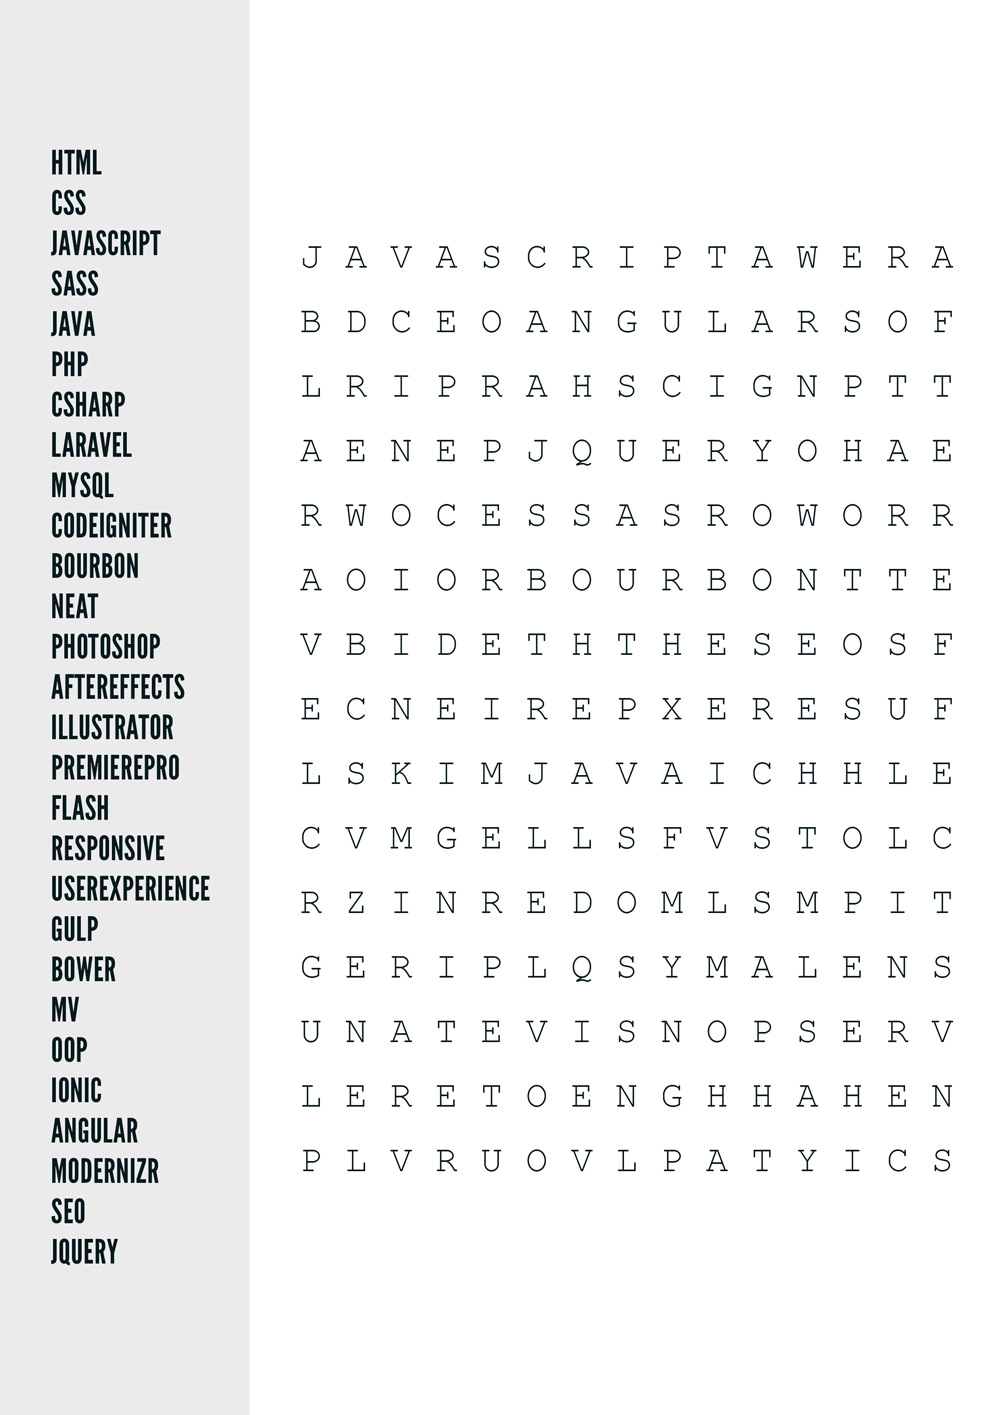 HTML
CSS
JAVASCRIPT
SASS
JAVA
PHP
CSHARP
LARAVEL
MYSQL
CODEIGNITER
BOURBON
NEAT
PHOTOSHOP
AFTEREFFECTS
ILLUSTRATOR
PREMIEREPRO
FLASH
RESPONSIVE
USEREXPERIENCE
GULP
BOWER
MV
OOP
IONIC
ANGULAR
MODERNIZR
SEO
JQUERY
J A V A S C R I P T A W E R A
B D C E O A N G U L A R S O F
L R I P R A H S C I G N P T T
A E N E P J Q U E R Y O H A E
R W O C E S S A S R O W O R R
A O I O R B O U R B O N T T E
V B I D E T H T H E S E O S F
E C N E I R E P X E R E S U F
L S K I M J A V A I C H H L E
C V M G E L L S F V S T O L C
R Z I N R E D O M L S M P I T
G E R I P L Q S Y M A L E N S
U N A T E V I S N O P S E R V
L E R E T O E N G H H A H E N
P L V R U O V L P A T Y I C S